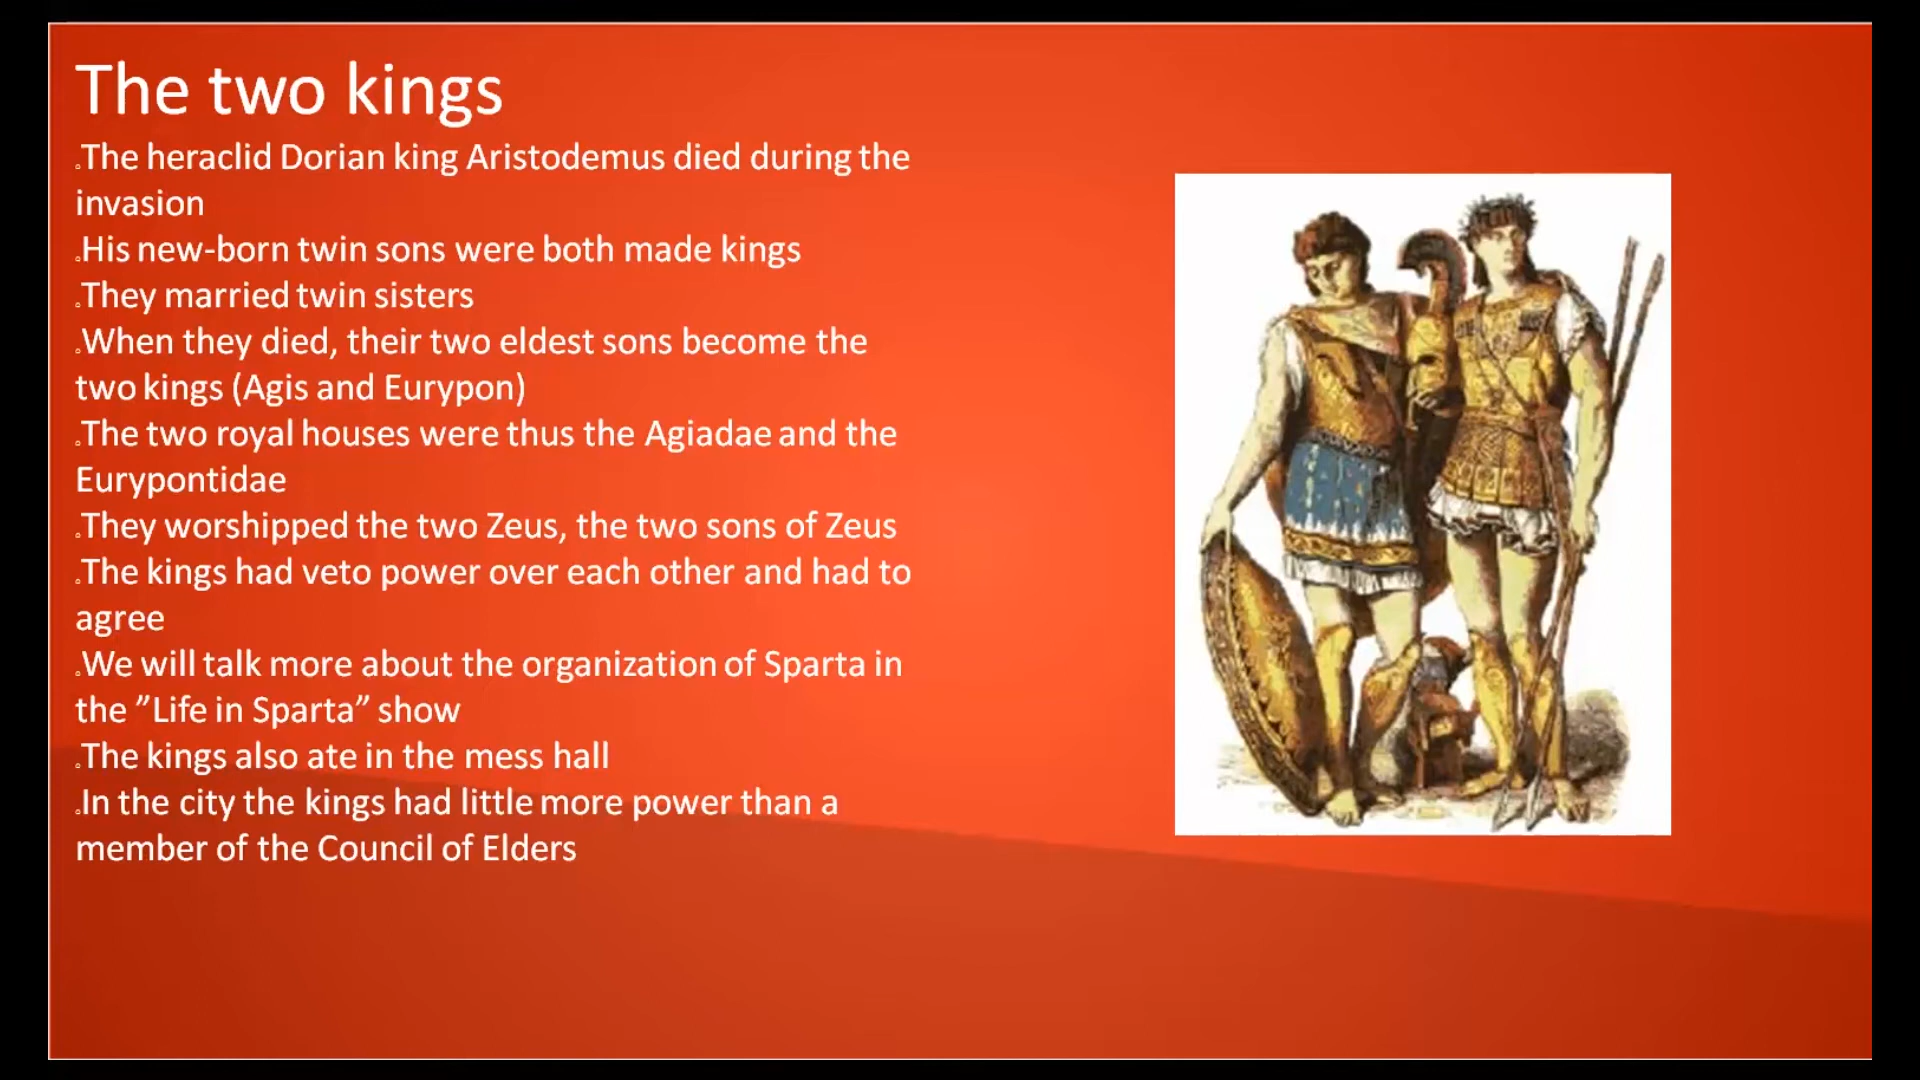 The two kings
.The heraclid Dorian king Aristodemus died during the
invasion
.His new-born twin sons were both made kings
.They married twin sisters
.When they died, their two eldest sons become the
two kings (Agis and Eurypon)
.The two royal houses were thus the Agiadae and the
Eurypontidae
.They worshipped the two Zeus, the two sons of Zeus
.The kings had veto power over each other and had to
agree
.We will talk more about the organization of Sparta in
the ”Life in Sparta” show
.The kings also ate in the mess hall
.In the city the kings had little more power than a
member of the Council of Elders